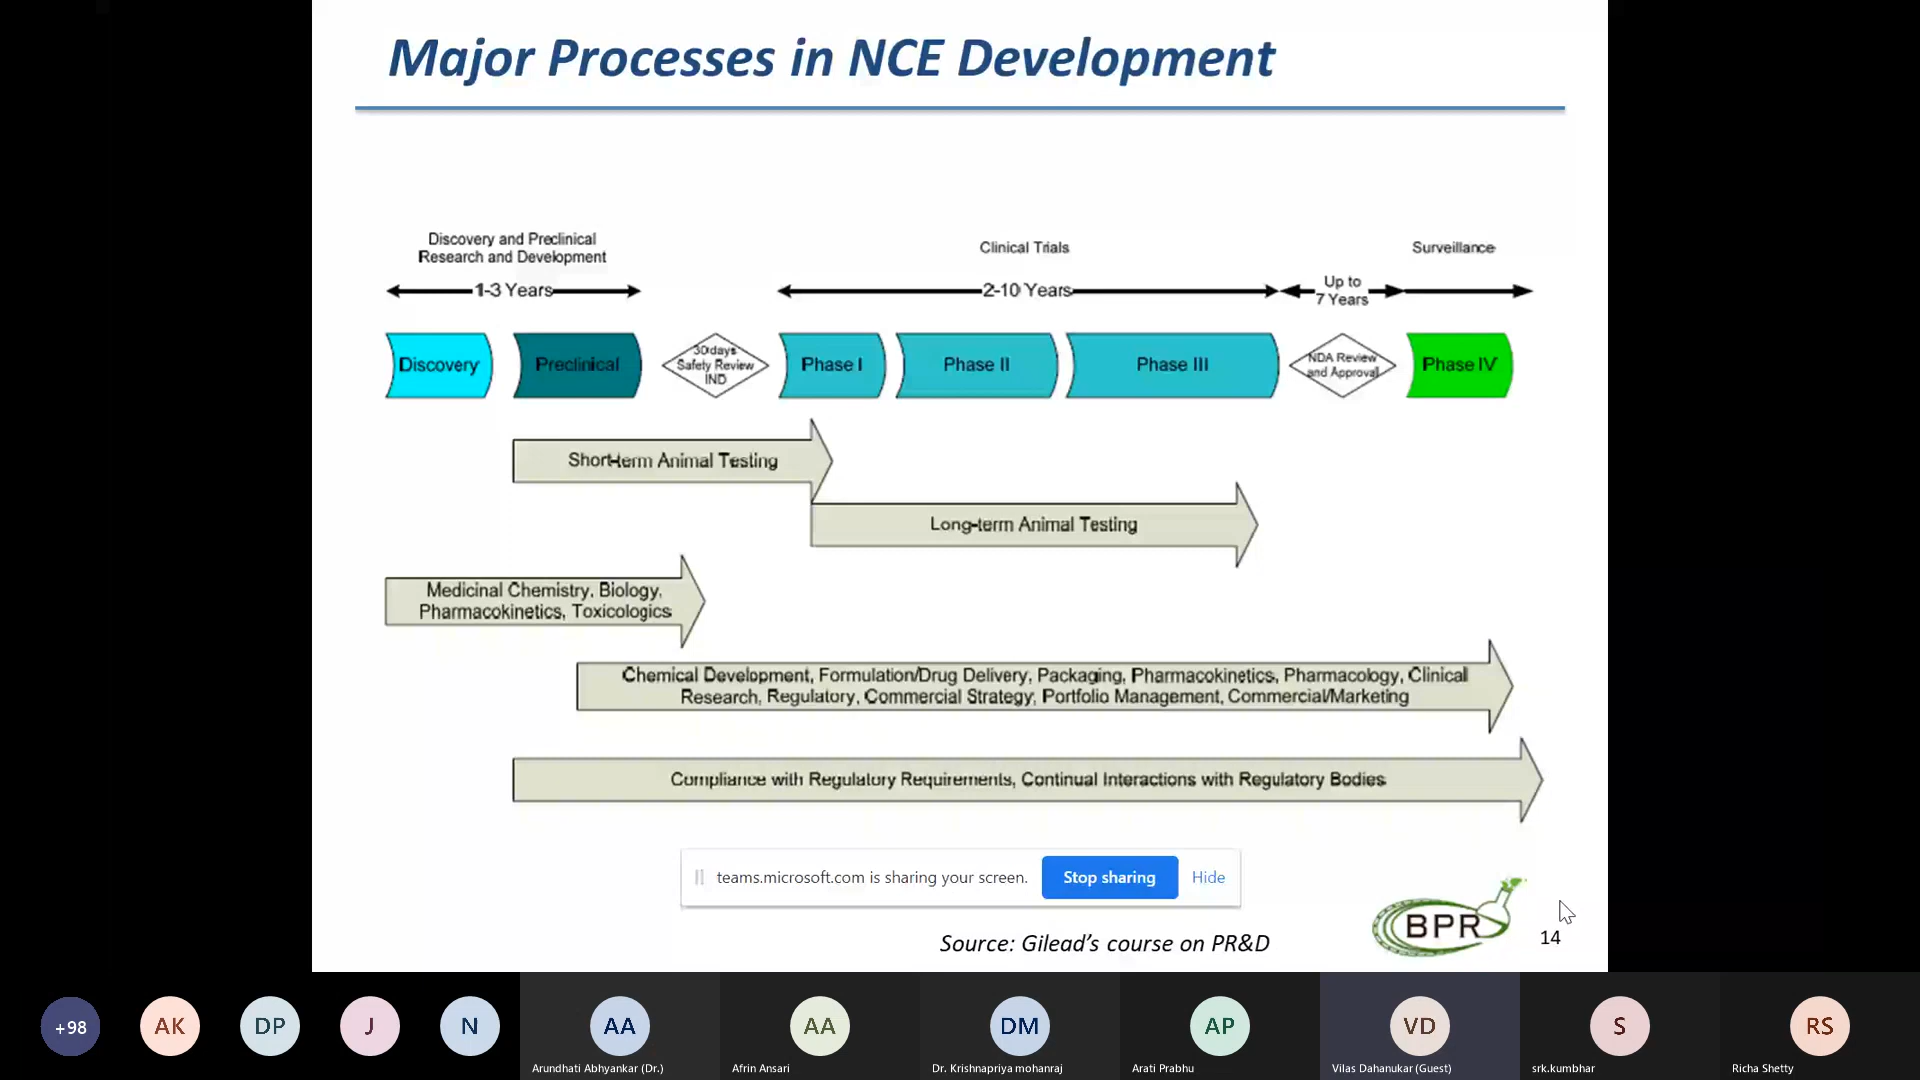 Major Processes in NCE Development
Discovery and Preclinical
Research and Development
Clinical Trials
Surveillance
1-3 Years
2-10 Years
Up to
7 Years
Discovery
Preclinical
30days
Safety Review
IND
Phase I
Phase II
Phase III
NDA Review
and Approval
Phase IV
Short-term Animal Testing
Long-term Animal Testing
Medicinal Chemistry, Biology,
Pharmacokinetics, Toxicologics
Chemical Development, Formulation/Drug Delivery, Packaging, Pharmacokinetics, Pharmacology, Clinical
Research, Regulatory, Commercial Strategy, Portfolio Management, Commercial/Marketing
Compliance with Regulatory Requirements, Continual Interactions with Regulatory Bodies
teams.microsoft.com is sharing your screen.
Stop sharing
Hide
BPR
14
Source: Gilead’s course on PR&D
+98
AK
DP
J
N
AA
AA
DM
AP
VD
S
RS
Arundhati Abhyankar (Dr.)
Afrin Ansari
Dr. Krishnapriya mohanraj
Arati Prabhu
Vilas Dahanukar (Guest)
srk.kumbhar
Richa Shetty